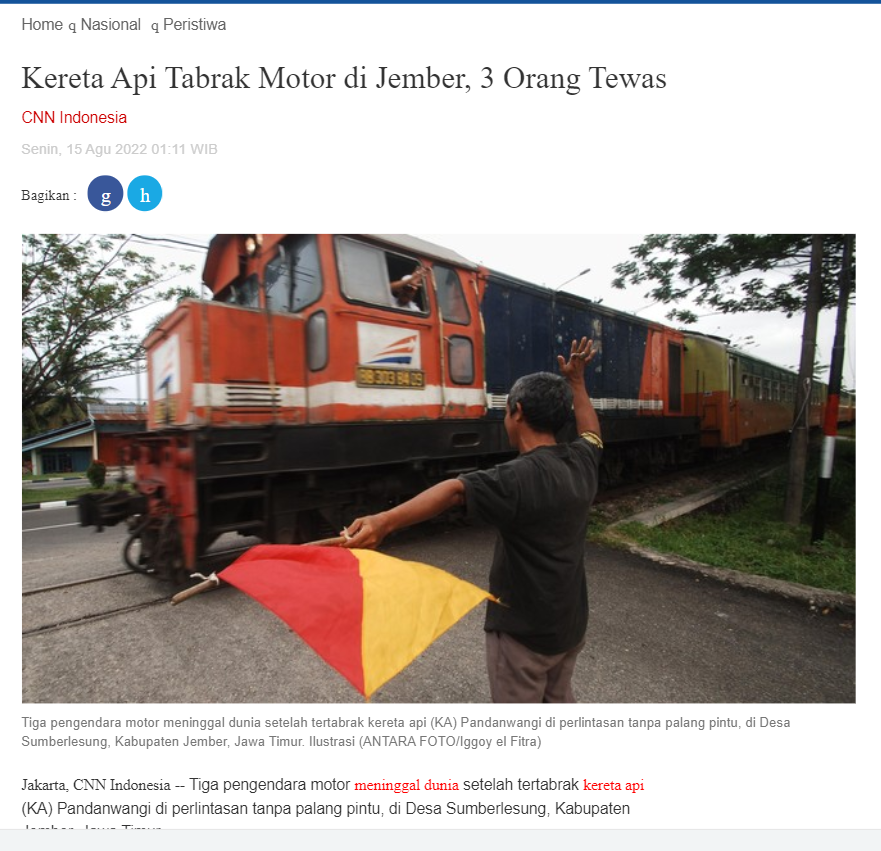 Home q Nasional q Peristiwa
Kereta Api Tabrak Motor di Jember, 3 Orang Tewas
CNN Indonesia
Senin, 15 Agu 2022 01:11 WIB
Bagikan : g h
Tiga pengendara motor meninggal dunia setelah tertabrak kereta api (KA) Pandanwangi di perlintasan tanpa palang pintu, di Desa
Sumberlesung, Kabupaten Jember, Jawa Timur. Ilustrasi (ANTARA FOTO/Iggoy el Fitra)
Jakarta, CNN Indonesia -- Tiga pengendara motor meninggal dunia setelah tertabrak kereta api
(KA) Pandanwangi di perlintasan tanpa palang pintu, di Desa Sumberlesung, Kabupaten
Jember, Jawa Timur.